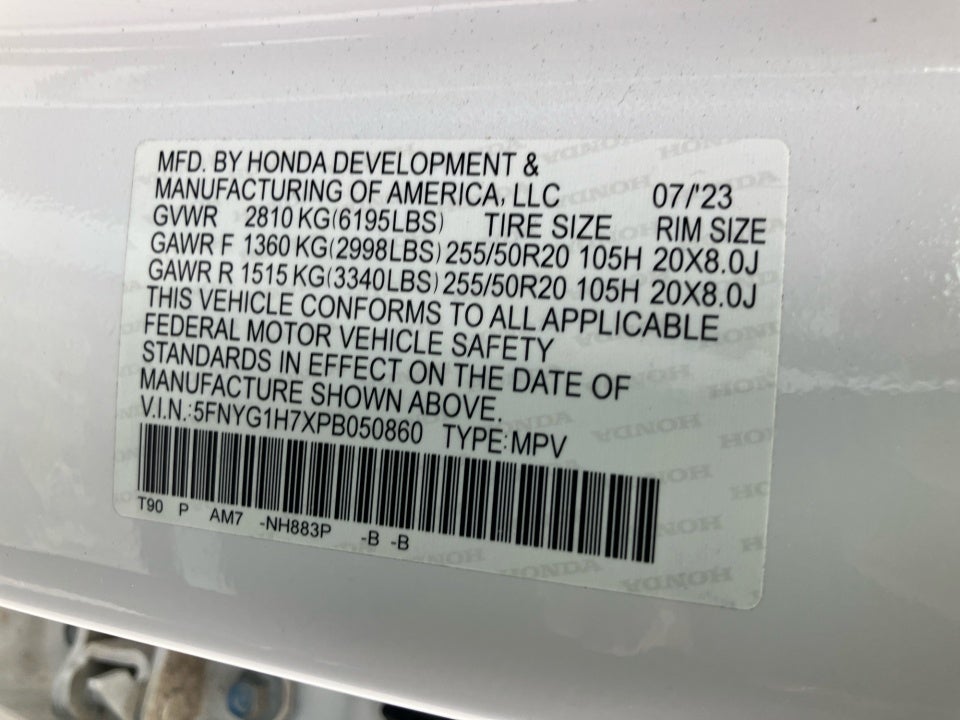 MFD. BY HONDA DEVELOPMENT &
MANUFACTURING OF AMERICA, LLC 07/'23
GVWR 2810 KG(6195LBS) TIRE SIZE RIM SIZE
GAWR F 1360 KG(2998LBS) 255/50R20 105H 20X8.0J
GAWR R 1515 KG(3340LBS) 255/50R20 105H 20X8.0J
THIS VEHICLE CONFORMS TO ALL APPLICABLE
FEDERAL MOTOR VEHICLE SAFETY
STANDARDS IN EFFECT ON THE DATE OF
MANUFACTURE SHOWN ABOVE.
V.I.N.:5FNYG1H7XPB050860 TYPE:MPV
T90 P AM7 -NH883P -B -B